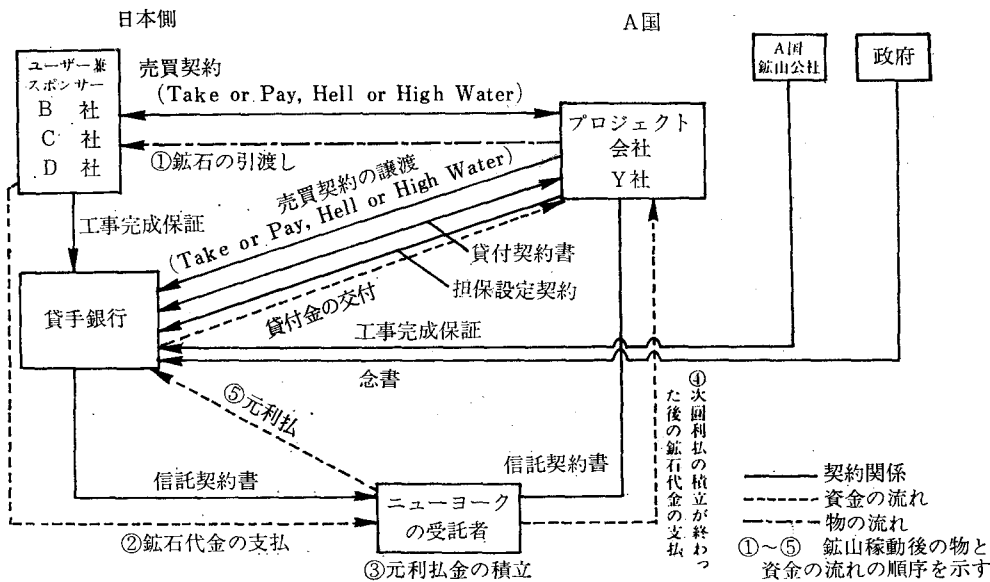 日本側
A国
ユーザー兼
スポンサー
B 社
C 社
D 社
売買契約
(Take or Pay, Hell or High Water)
A国
鉱山公社
政府
プロジェクト
会社
Y社
①鉱石の引渡し
売買契約の譲渡
(Take or Pay, Hell or High Water)
工事完成保証
貸付契約書
担保設定契約
貸付金の交付
貸手銀行
工事完成保証
念書
⑤元利払
④次回利払の積立が終わっ
た後の鉱石代金の支払
信託契約書
信託契約書
ニューヨーク
の受託者
②鉱石代金の支払
③元利払金の積立
契約関係
資金の流れ
物の流れ
①~⑤ 鉱山稼動後の物と
資金の流れの順序を示す